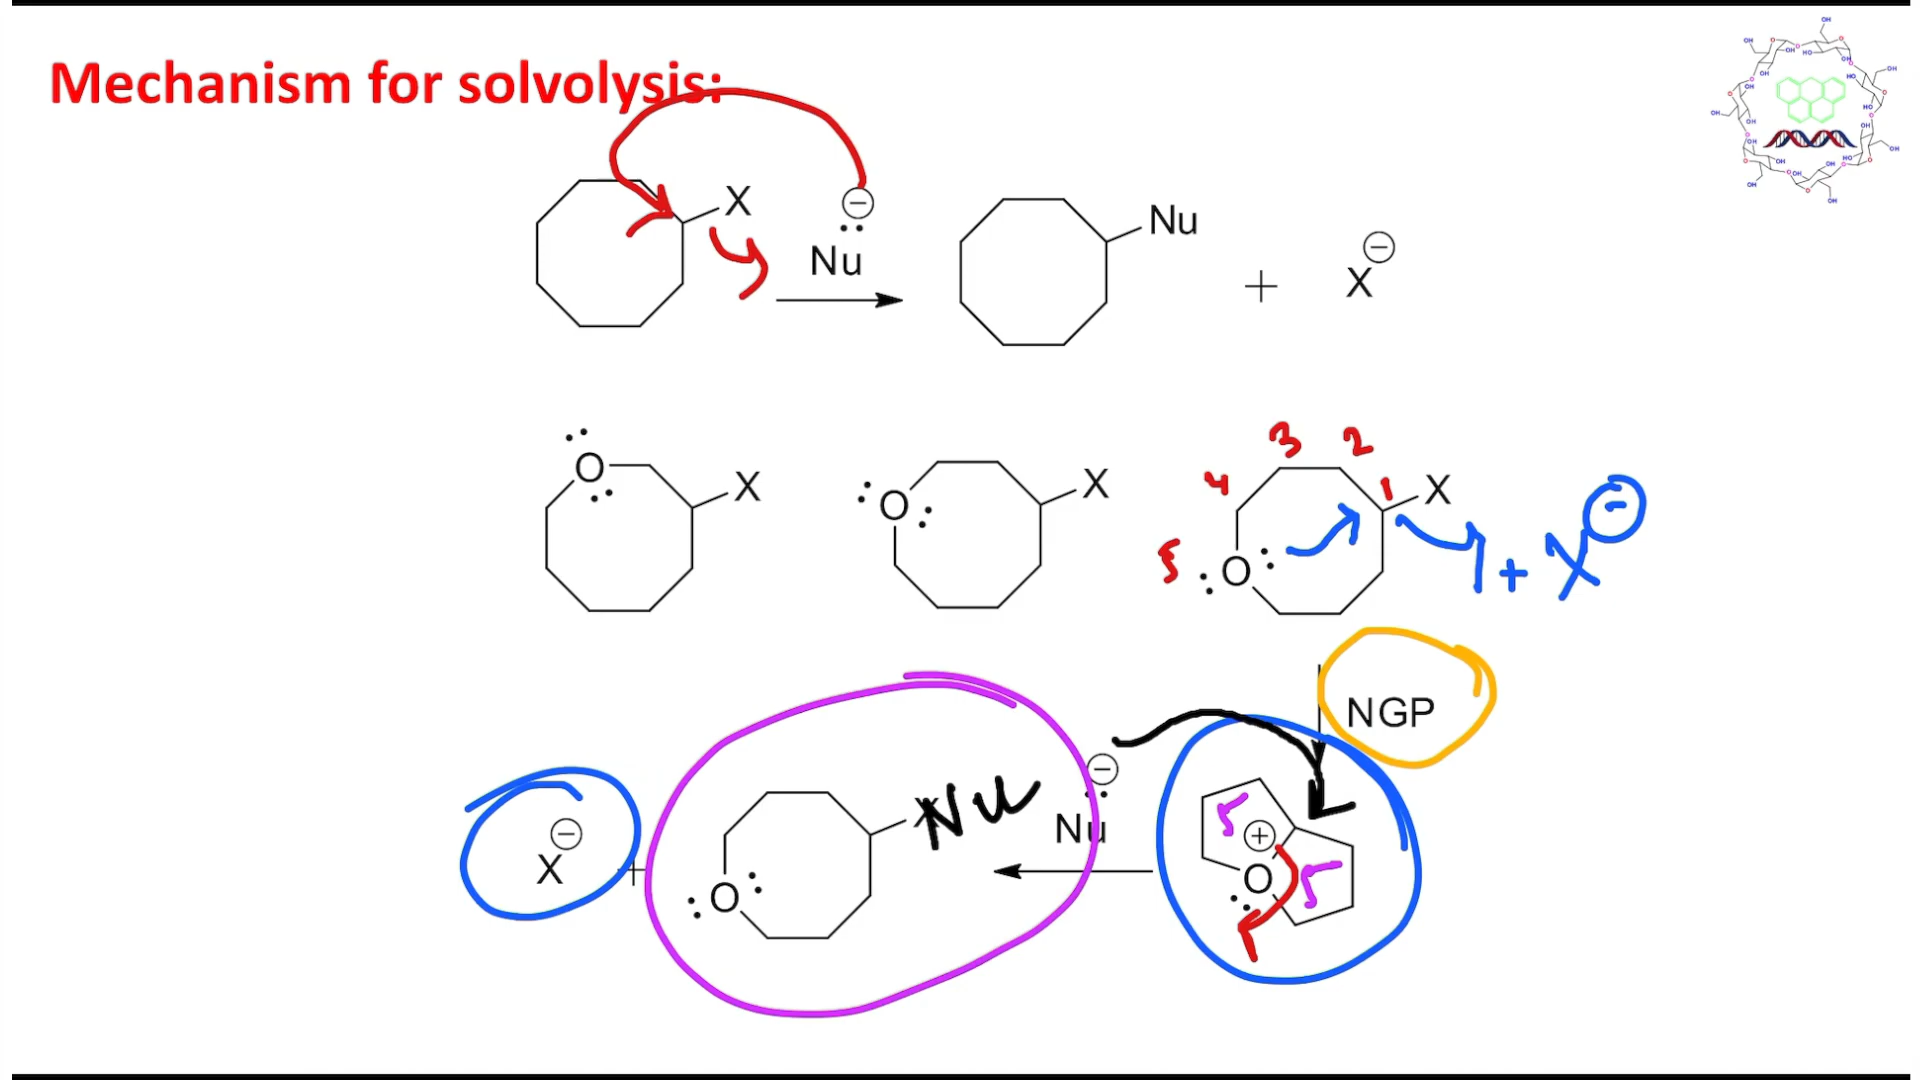 Mechanism for solvolysis:
X
⊖
Nu
Nu
+ X⊖
O X
O X
4 3 2 1 X
5 O
+ X⊖
NGP
X⊖
+
O Nu
⊖
Nu
⊕
O